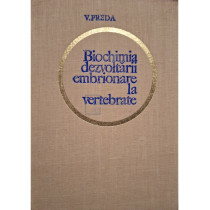 V. PREDA
Biochimia
dezvoltării
embrionare
la
vertebrate